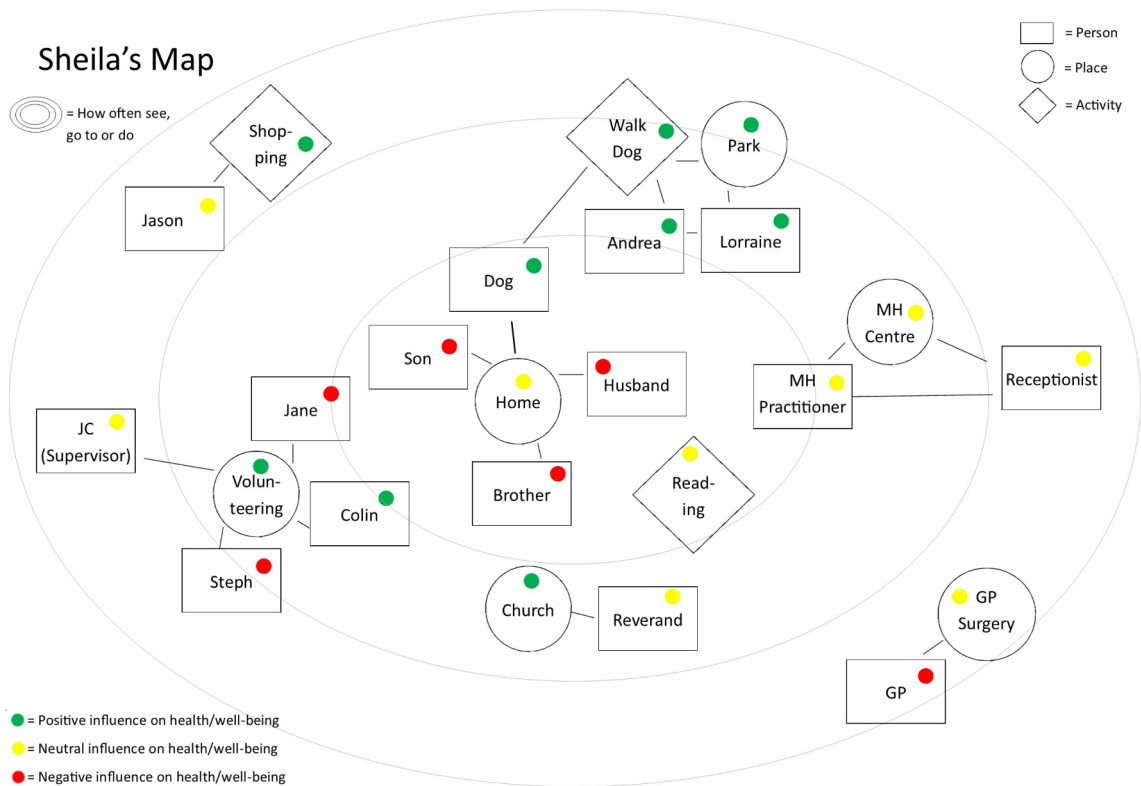 Sheila's Map
= How often see,
go to or do
= Person
= Place
= Activity
Shop-
ping
Jason
Walk
Dog
Park
Andrea
Lorraine
Dog
Son
Home
Husband
Brother
MH
Centre
MH
Practitioner
Receptionist
Jane
JC
(Supervisor)
Volun-
teering
Colin
Steph
Read-
ing
Church
Reverand
GP
Surgery
GP
= Positive influence on health/well-being
= Neutral influence on health/well-being
= Negative influence on health/well-being